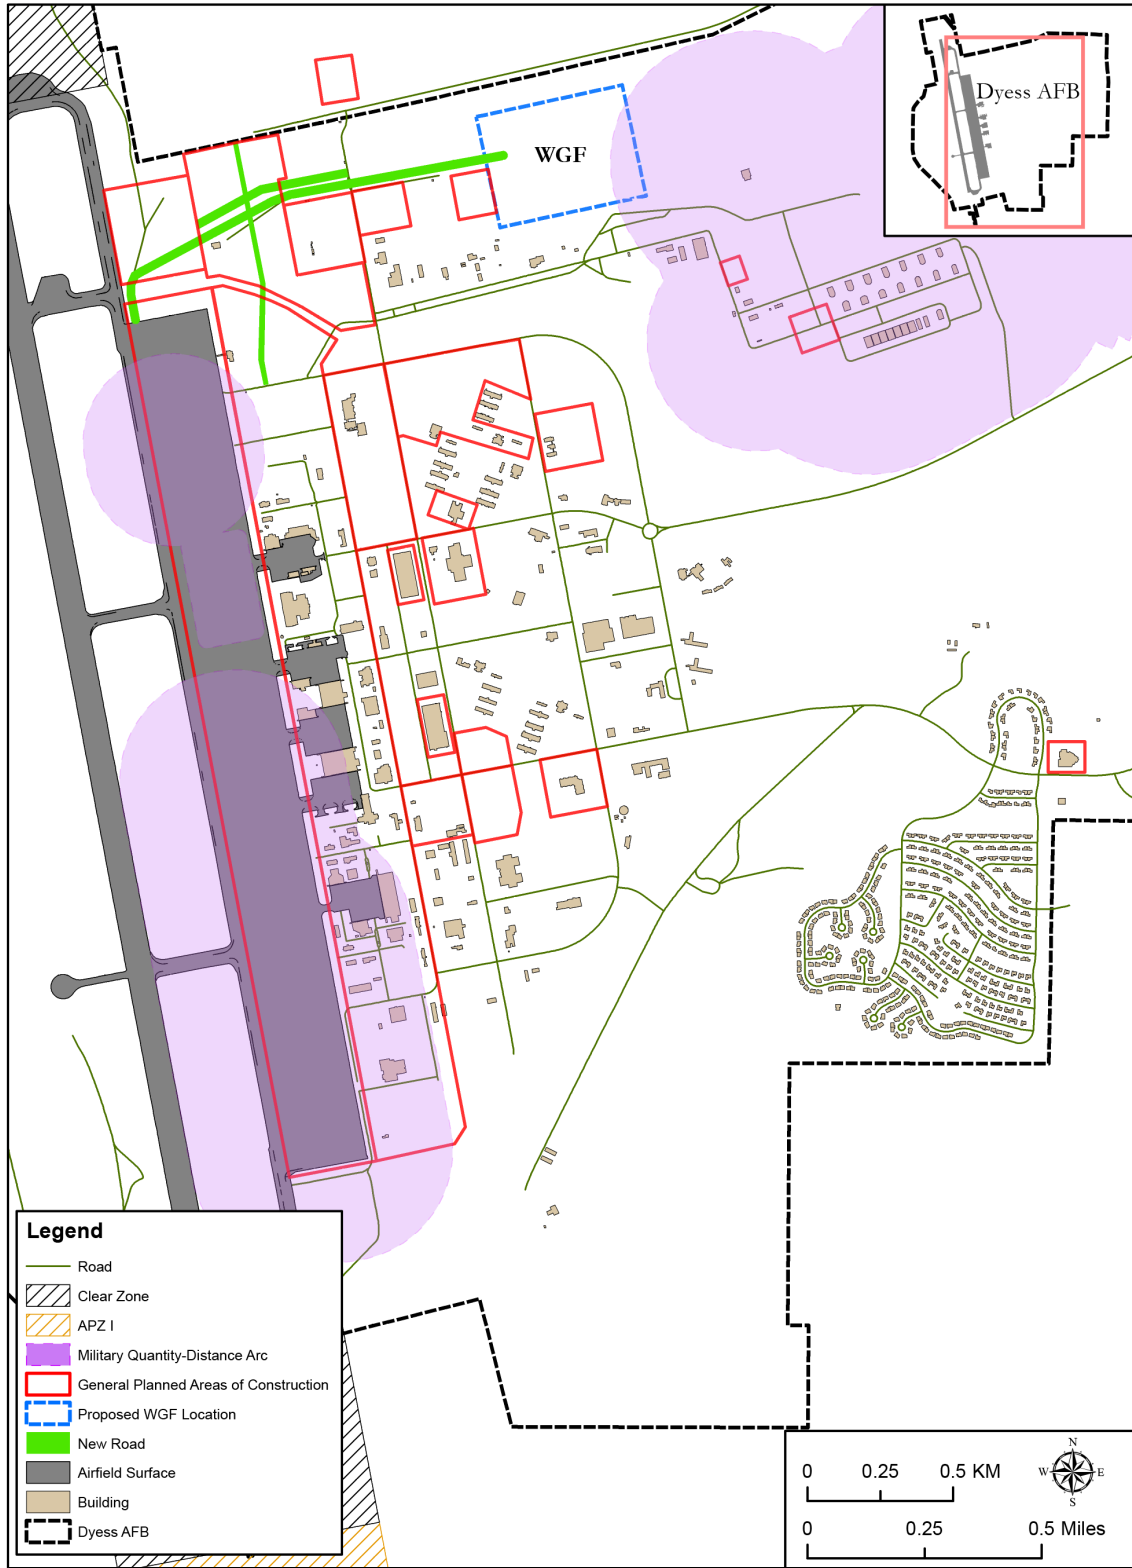 Dyess AFB
WGF
Legend
Road
Clear Zone
APZ I
Military Quantity-Distance Arc
General Planned Areas of Construction
Proposed WGF Location
New Road
Airfield Surface
Building
Dyess AFB
N
W E
S
0 0.25 0.5 KM
0 0.25 0.5 Miles